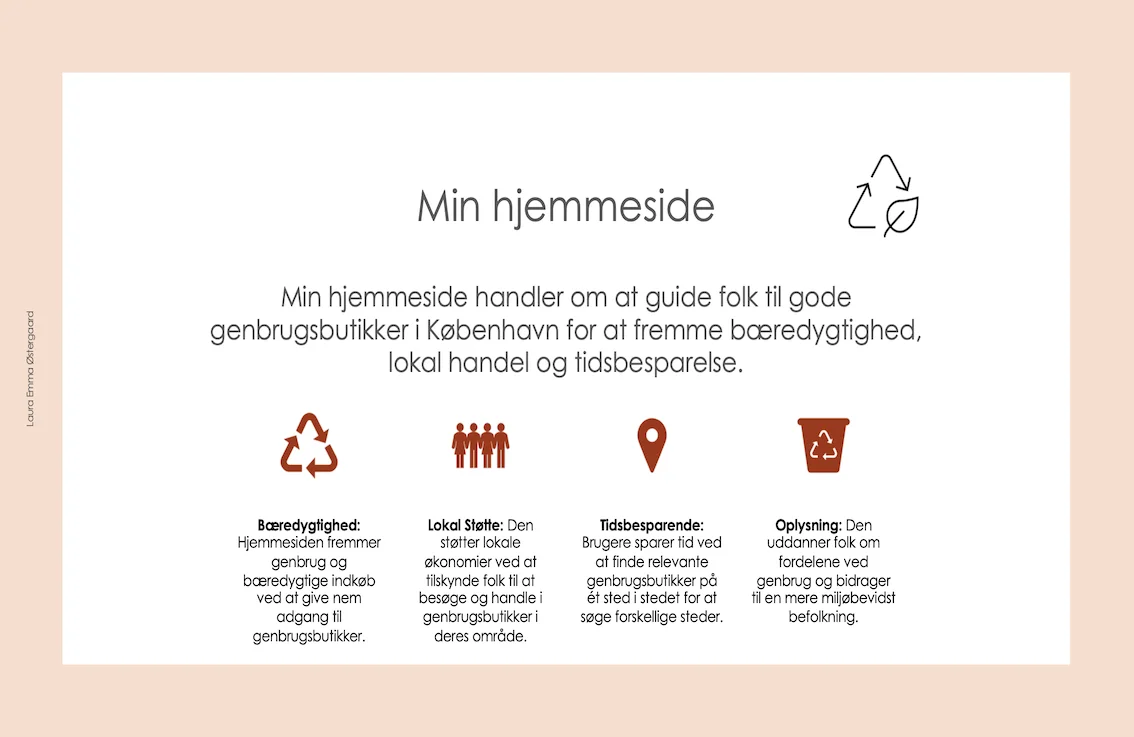 Laura Emma Østergaard
Min hjemmeside
Min hjemmeside handler om at guide folk til gode
genbrugsbutikker i København for at fremme bæredygtighed,
lokal handel og tidsbesparelse.
Bæredygtighed:
Hjemmesiden fremmer
genbrug og
bæredygtige indkøb
ved at give nem
adgang til
genbrugsbutikker.
Lokal Støtte: Den
støtter lokale
økonomier ved at
tilskynde folk til at
besøge og handle i
genbrugsbutikker i
deres område.
Tidsbesparende:
Brugere sparer tid ved
at finde relevante
genbrugsbutikker på
ét sted i stedet for at
søge forskellige steder.
Oplysning: Den
uddanner folk om
fordelene ved
genbrug og bidrager
til en mere miljøbevidst
befolkning.